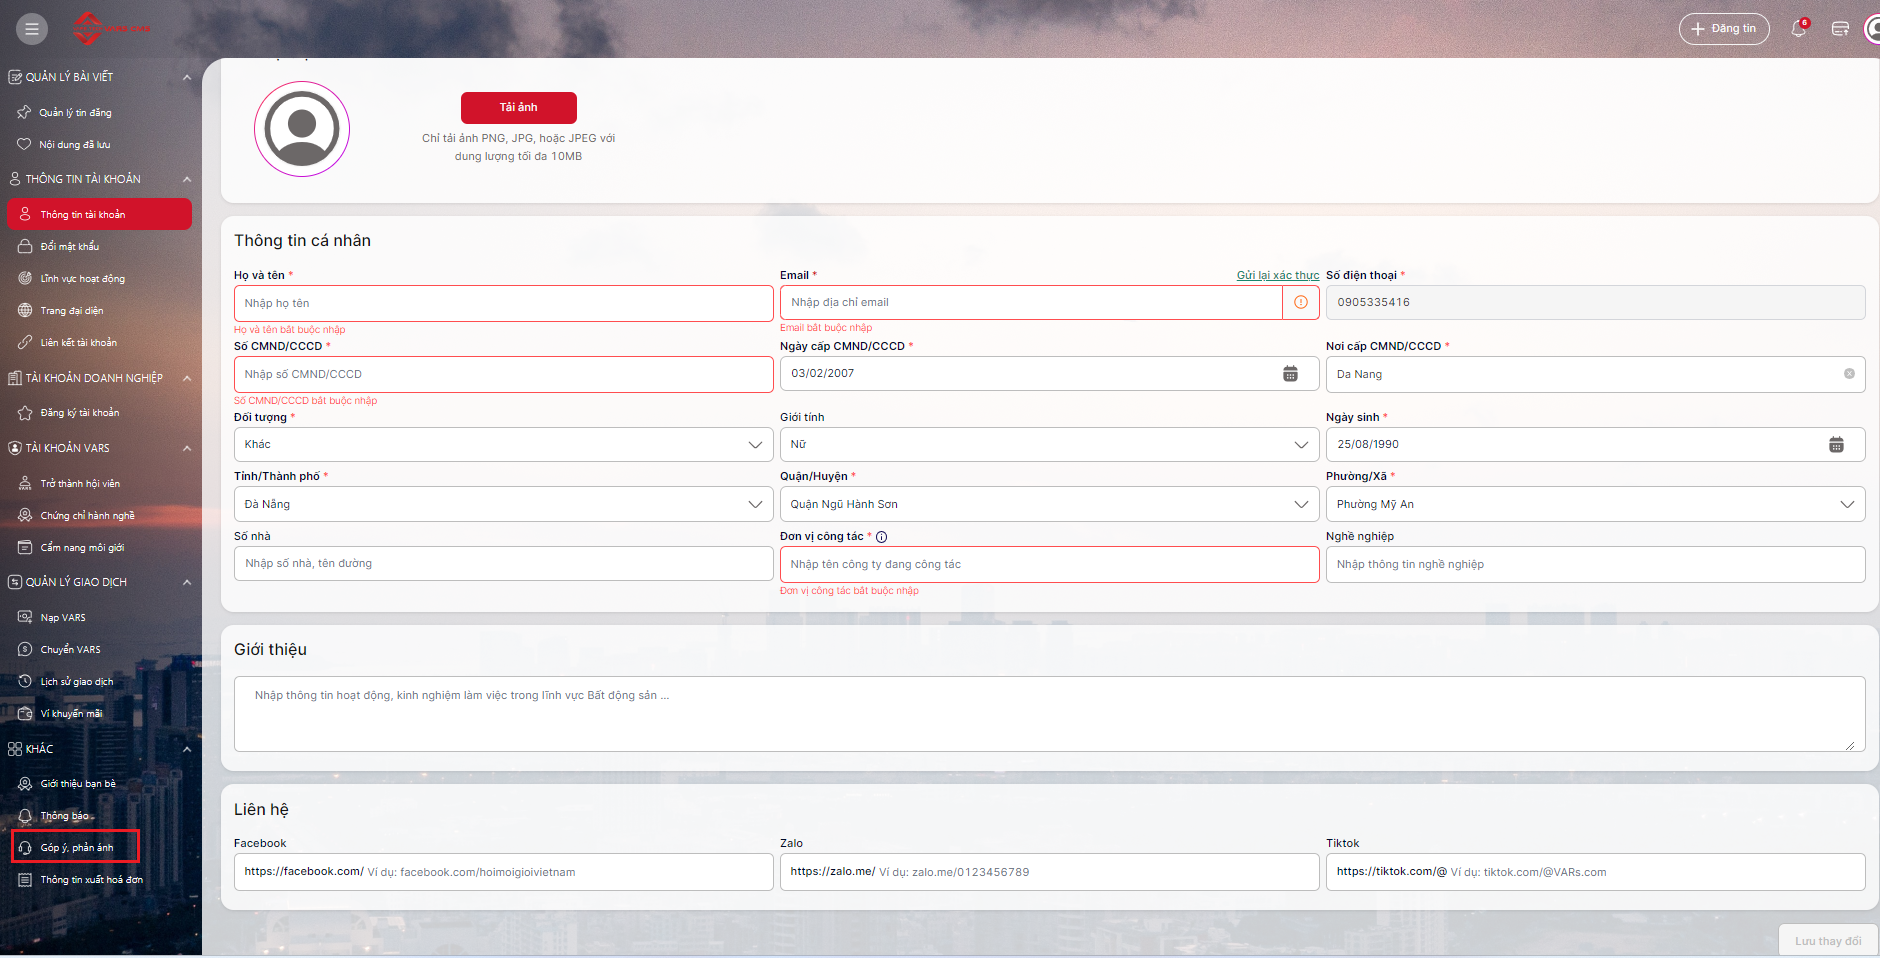 Đăng tin
6
QUẢN LÝ BÀI VIẾT
Quản lý tin đăng
Nội dung đã lưu
THÔNG TIN TÀI KHOẢN
Thông tin tài khoản
Đổi mật khẩu
Lĩnh vực hoạt động
Trang đại diện
Liên kết tài khoản
TÀI KHOẢN DOANH NGHIỆP
Đăng ký tài khoản
TÀI KHOẢN VARS
Trở thành hội viên
Chứng chỉ hành nghề
Cẩm nang môi giới
QUẢN LÝ GIAO DỊCH
Nạp VARS
Chuyển VARS
Lịch sử giao dịch
Ví khuyến mãi
KHÁC
Giới thiệu bạn bè
Thông báo
Góp ý, phản ánh
Thông tin xuất hoá đơn
Tải ảnh
Chỉ tải ảnh PNG, JPG, hoặc JPEG với
dung lượng tối đa 10MB
Thông tin cá nhân
Họ và tên *
Nhập họ tên
Họ và tên bắt buộc nhập
Email *
Gửi lại xác thực
Nhập địa chỉ email
Email bắt buộc nhập
Số điện thoại *
0905335416
Số CMND/CCCD *
Nhập số CMND/CCCD
Số CMND/CCCD bắt buộc nhập
Ngày cấp CMND/CCCD *
03/02/2007
Nơi cấp CMND/CCCD *
Da Nang
Đối tượng *
Khác
Giới tính
Nữ
Ngày sinh *
25/08/1990
Tỉnh/Thành phố *
Đà Nẵng
Quận/Huyện *
Quận Ngũ Hành Sơn
Phường/Xã *
Phường Mỹ An
Số nhà
Nhập số nhà, tên đường
Đơn vị công tác *
Nhập tên công ty đang công tác
Đơn vị công tác bắt buộc nhập
Nghề nghiệp
Nhập thông tin nghề nghiệp
Giới thiệu
Nhập thông tin hoạt động, kinh nghiệm làm việc trong lĩnh vực Bất động sản ...
Liên hệ
Facebook
https://facebook.com/ Ví dụ: facebook.com/hoimoigioivietnam
Zalo
https://zalo.me/ Ví dụ: zalo.me/0123456789
Tiktok
https://tiktok.com/@ Ví dụ: tiktok.com/@VARs.com
Lưu thay đổi